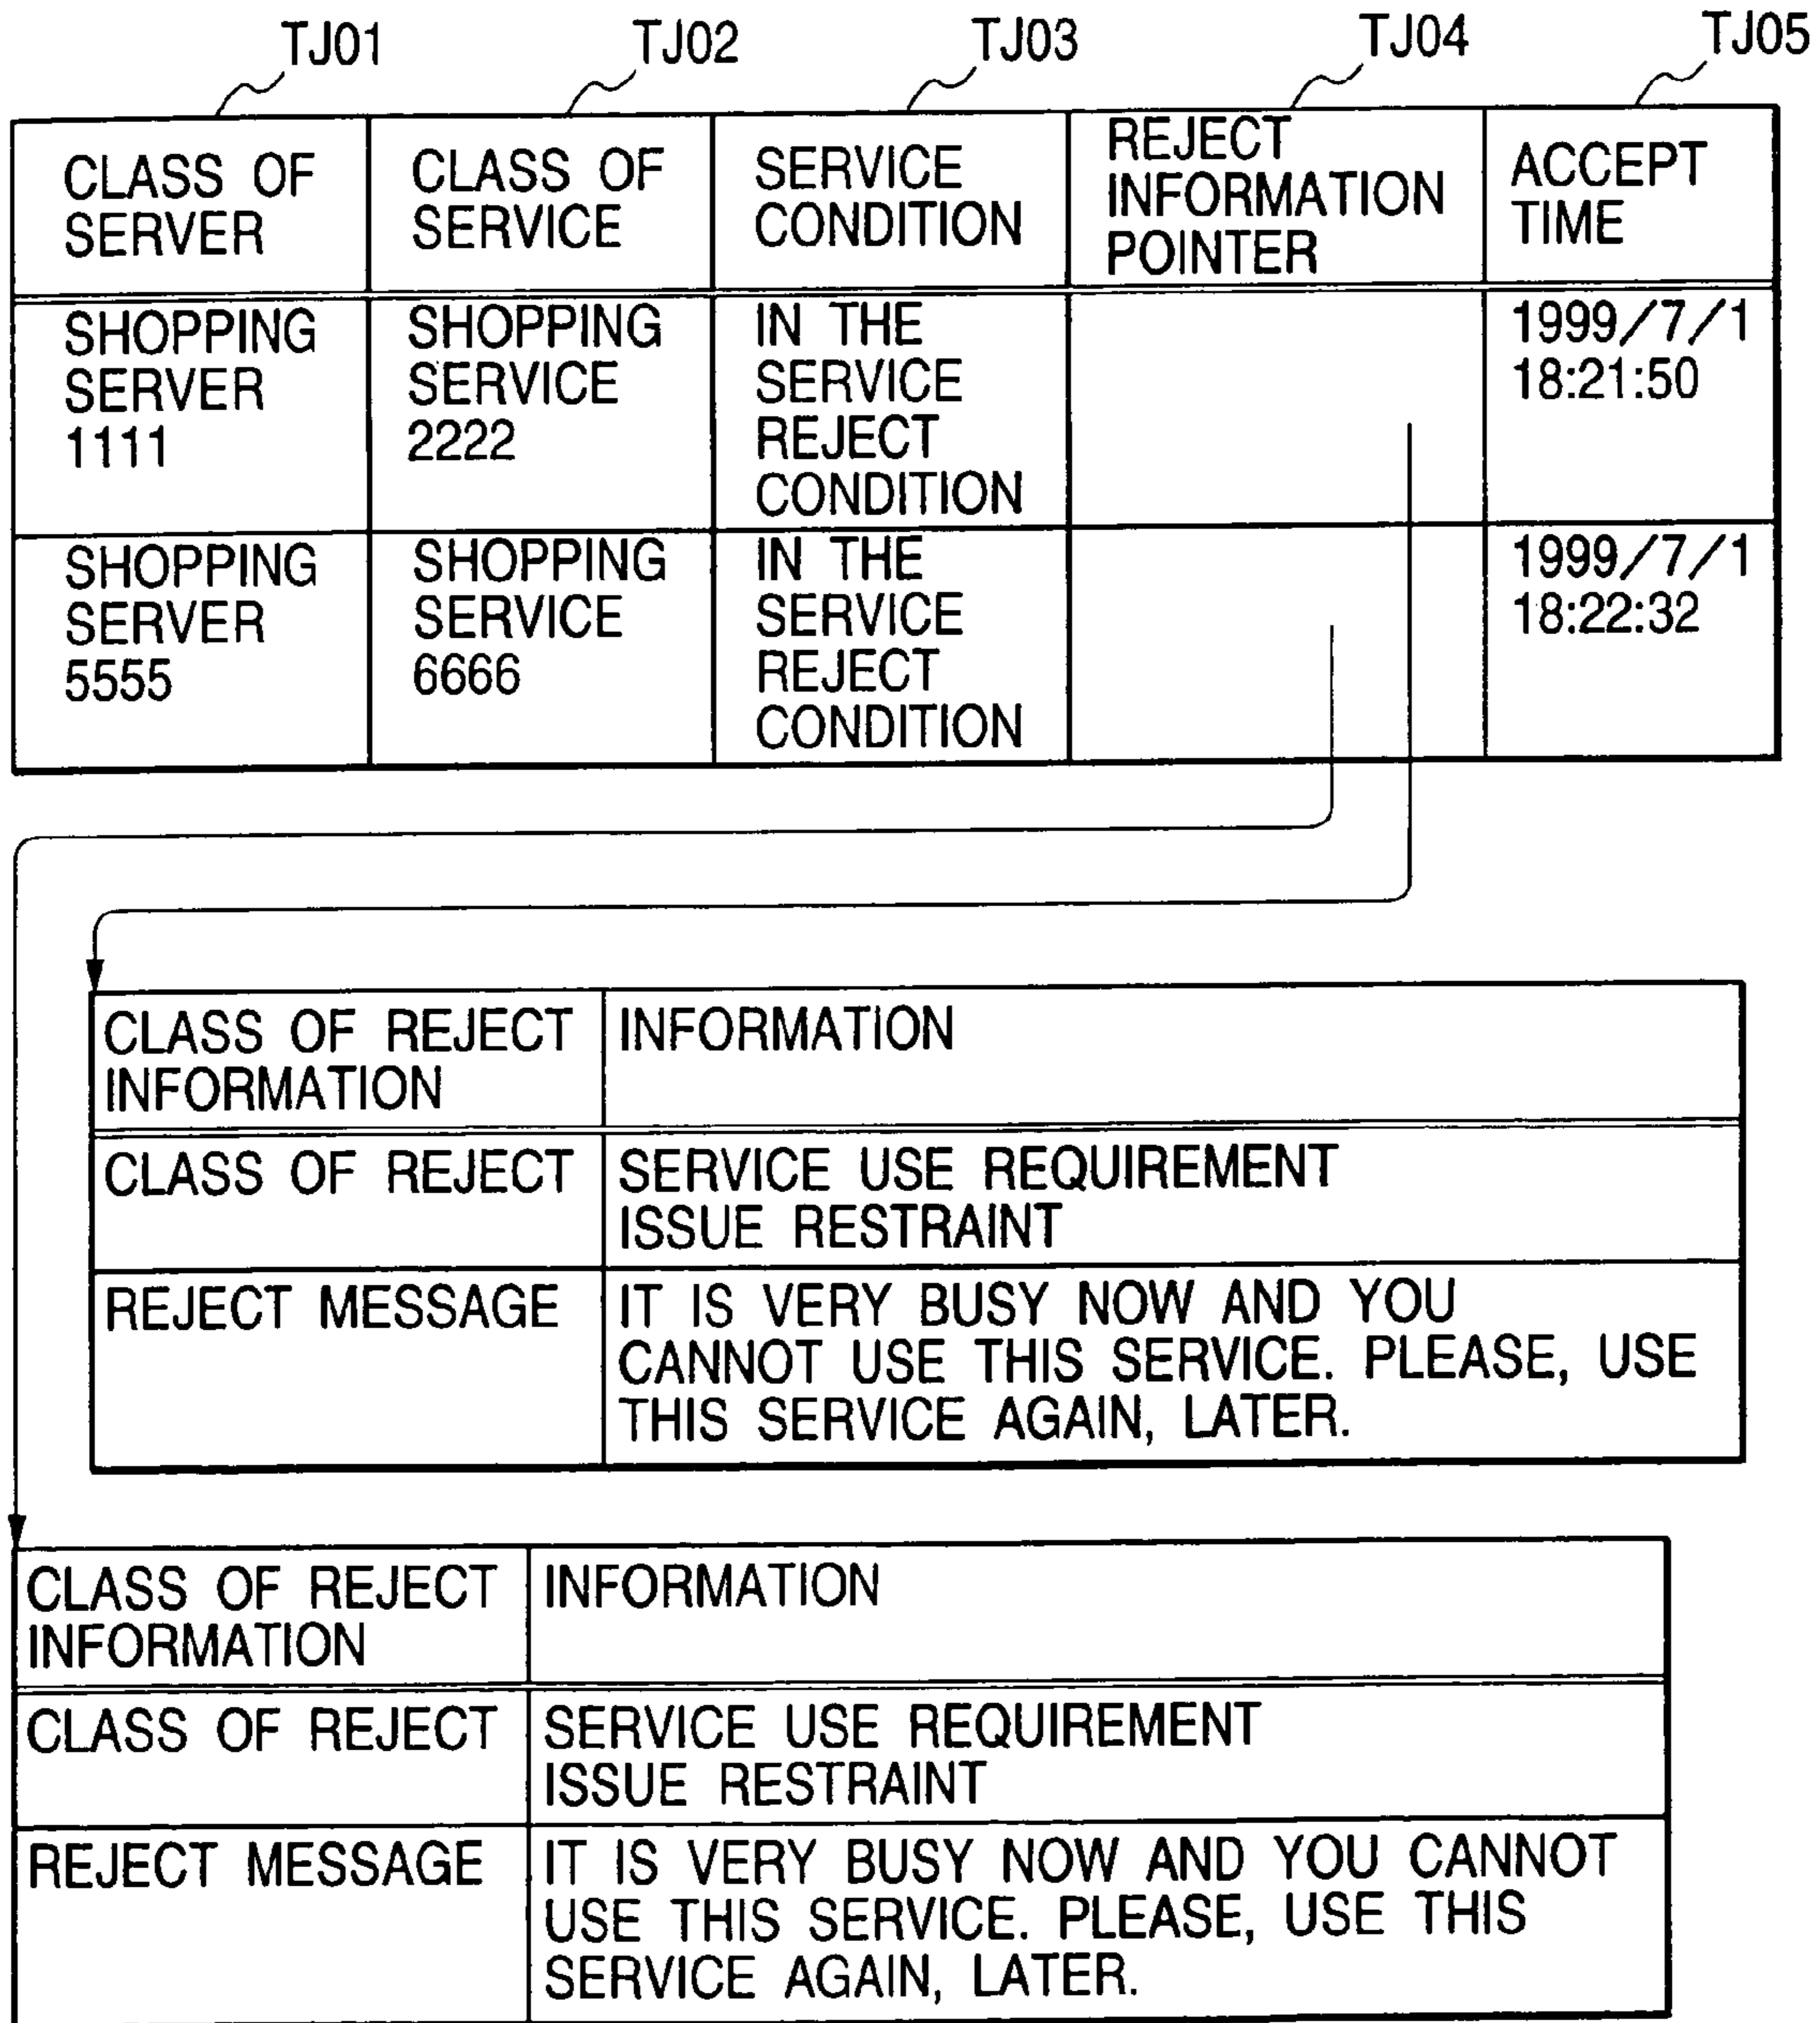 TJ01 TJ02 TJ03 TJ04 TJ05
CLASS OF
SERVER
CLASS OF
SERVICE
SERVICE
CONDITION
REJECT
INFORMATION
POINTER
ACCEPT
TIME
SHOPPING
SERVER
1111
SHOPPING
SERVICE
2222
IN THE
SERVICE
REJECT
CONDITION
1999/7/1
18:21:50
SHOPPING
SERVER
5555
SHOPPING
SERVICE
6666
IN THE
SERVICE
REJECT
CONDITION
1999/7/1
18:22:32
CLASS OF REJECT
INFORMATION
INFORMATION
CLASS OF REJECT
SERVICE USE REQUIREMENT
ISSUE RESTRAINT
REJECT MESSAGE
IT IS VERY BUSY NOW AND YOU
CANNOT USE THIS SERVICE. PLEASE, USE
THIS SERVICE AGAIN, LATER.
CLASS OF REJECT
INFORMATION
INFORMATION
CLASS OF REJECT
SERVICE USE REQUIREMENT
ISSUE RESTRAINT
REJECT MESSAGE
IT IS VERY BUSY NOW AND YOU CANNOT
USE THIS SERVICE. PLEASE, USE THIS
SERVICE AGAIN, LATER.